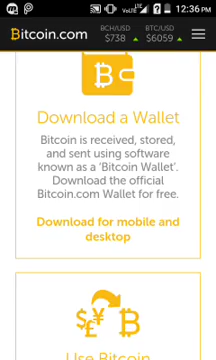 12:36 PM
Bitcoin.com
BCH/USD
$738
BTC/USD
$6059
Download a Wallet
Bitcoin is received, stored,
and sent using software
known as a 'Bitcoin Wallet'.
Download the official
Bitcoin.com Wallet for free.
Download for mobile and
desktop
Use Bitcoin